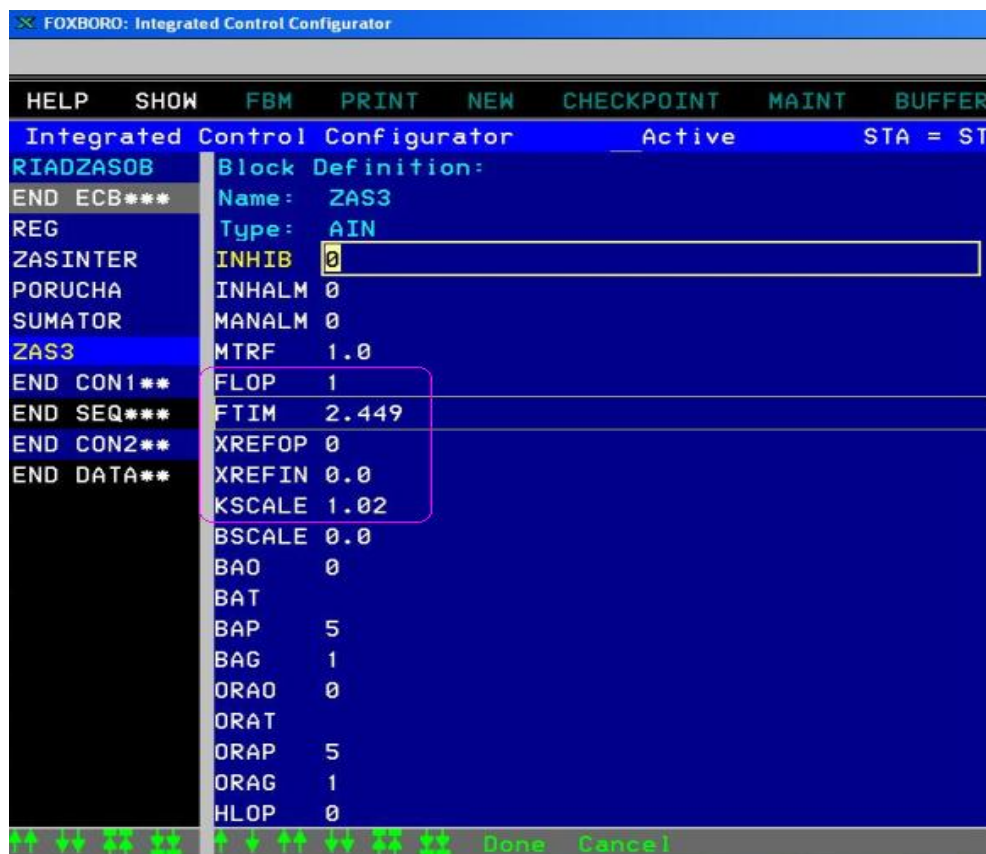 FOXBORO: Integrated Control Configurator
HELP SHOW FBM PRINT NEW CHECKPOINT MAINT BUFFER
Integrated Control Configurator __Active STA = ST
RIADZASOB
END ECB***
REG
ZASINTER
PORUCHA
SUMATOR
ZAS3
END CON1**
END SEQ***
END CON2**
END DATA**
Block Definition:
Name: ZAS3
Type: AIN
INHIB 0
INHALM 0
MANALM 0
MTRF 1.0
FLOP 1
FTIM 2.449
XREFOP 0
XREFIN 0.0
KSCALE 1.02
BSCALE 0.0
BAO 0
BAT
BAP 5
BAG 1
ORAO 0
ORAT
ORAP 5
ORAG 1
HLOP 0
Done Cancel